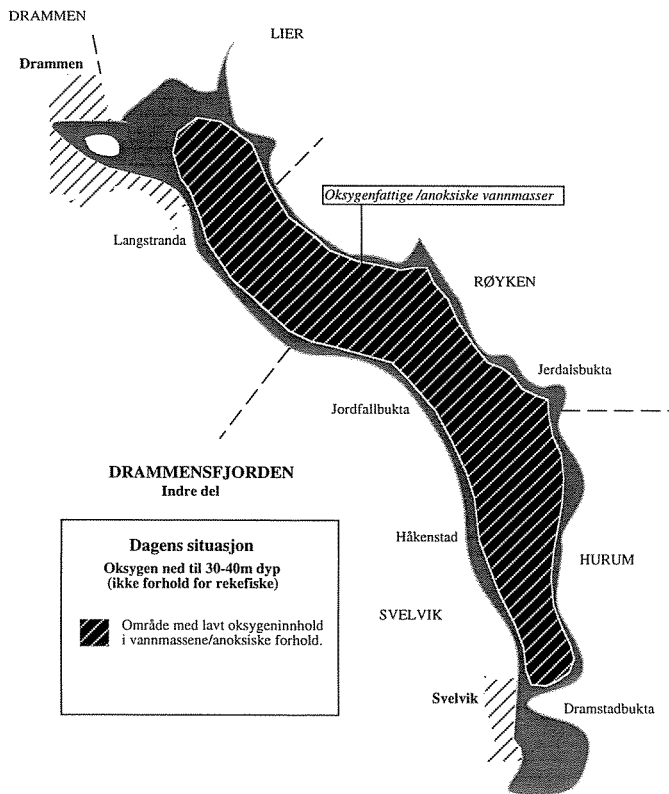 DRAMMEN
LIER
Drammen
Oksygenfattige /anoksiske vannmasser
Langstranda
RØYKEN
Jerdalsbukta
Jordfallbukta
DRAMMENSFJORDEN
Indre del
Dagens situasjon
Oksygen ned til 30-40m dyp
(ikke forhold for rekefiske)
Område med lavt oksygeninnhold
i vannmassene/anoksiske forhold.
Håkenstad
HURUM
SVELVIK
Svelvik
Dramstadbukta